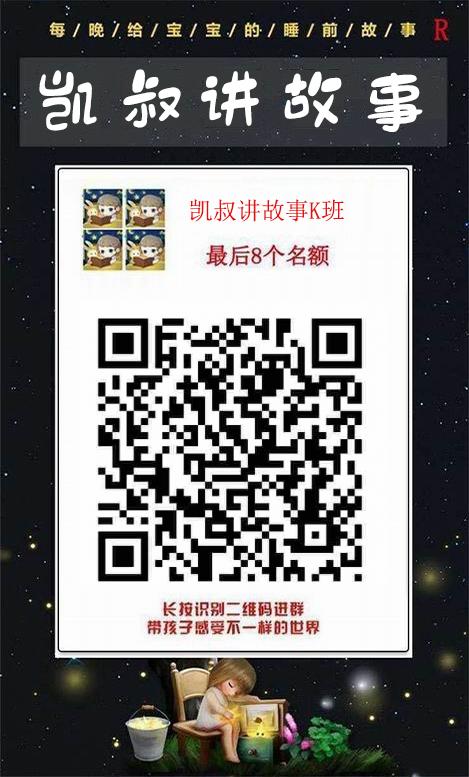 每/晚/给/宝/宝/的/睡/前/故/事 R
凯叔讲故事
凯叔讲故事K班
最后8个名额
长按识别二维码进群
带孩子感受不一样的世界